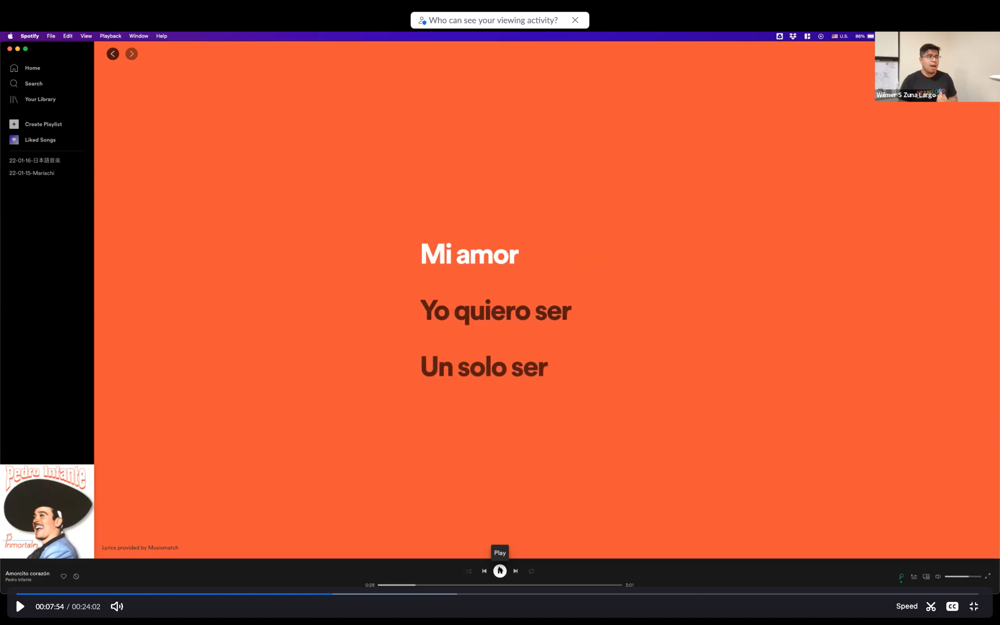 Who can see your viewing activity?
Spotify File Edit View Playback Window Help
U.S. 86%
Home
Search
Your Library
Create Playlist
Liked Songs
22-01-16-日本語音楽
22-01-15-Mariachi
STANFORD
Wilmer S Zuna Largo
Mi amor
Yo quiero ser
Un solo ser
Pedro Infante
15 Inmortales
Lyrics provided by Musixmatch
Play
Amorcito corazón
Pedro Infante
0:28 3:01
00:07:54 / 00:24:02
Speed CC